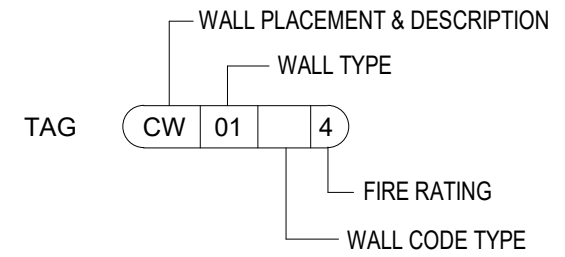 WALL PLACEMENT & DESCRIPTION
WALL TYPE
TAG CW 01 4
FIRE RATING
WALL CODE TYPE